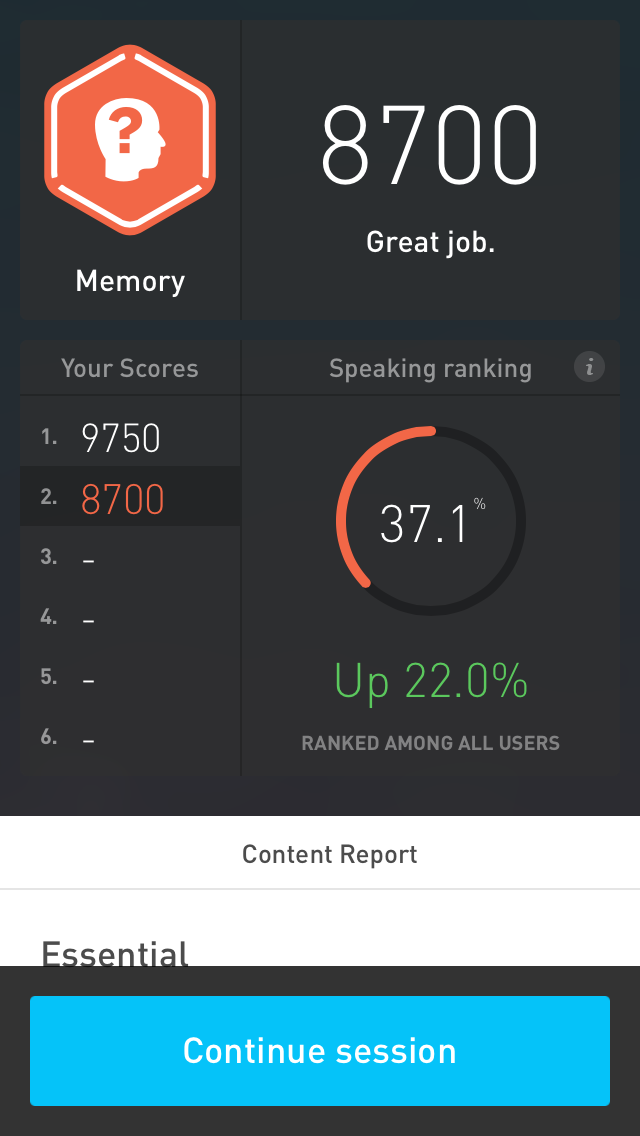 ?
8700
Great job.
Memory
Your Scores
Speaking ranking
i
1. 9750
2. 8700
3. –
4. –
5. –
6. –
37.1%
Up 22.0%
RANKED AMONG ALL USERS
Content Report
Essential
Continue session